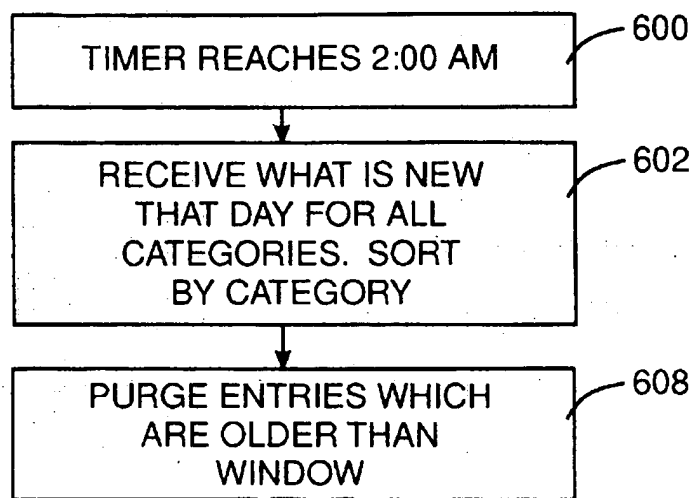 TIMER REACHES 2:00 AM
600
RECEIVE WHAT IS NEW
THAT DAY FOR ALL
CATEGORIES. SORT
BY CATEGORY
602
PURGE ENTRIES WHICH
ARE OLDER THAN
WINDOW
608